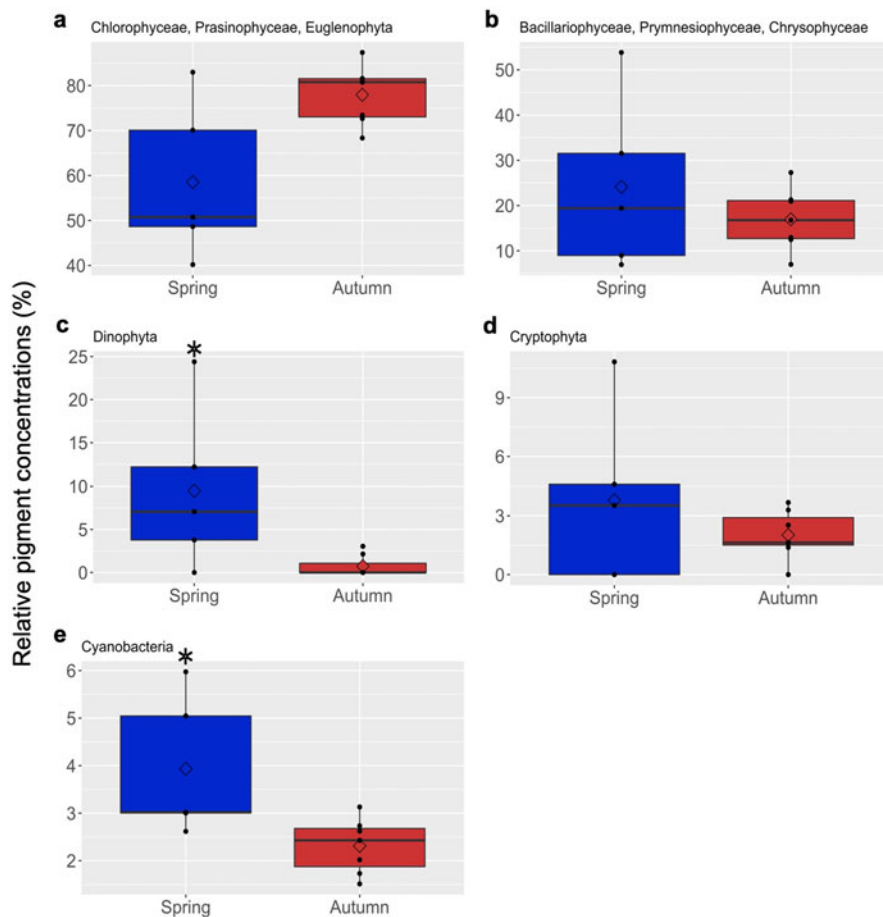 a
Chlorophyceae, Prasinophyceae, Euglenophyta
80
70
60
50
40
Spring Autumn
b
Bacillariophyceae, Prymnesiophyceae, Chrysophyceae
50
40
30
20
10
Spring Autumn
c
Dinophyta
*
25
20
15
10
5
0
Spring Autumn
d
Cryptophyta
9
6
3
0
Spring Autumn
e
Cyanobacteria
*
6
5
4
3
2
Spring Autumn
Relative pigment concentrations (%)